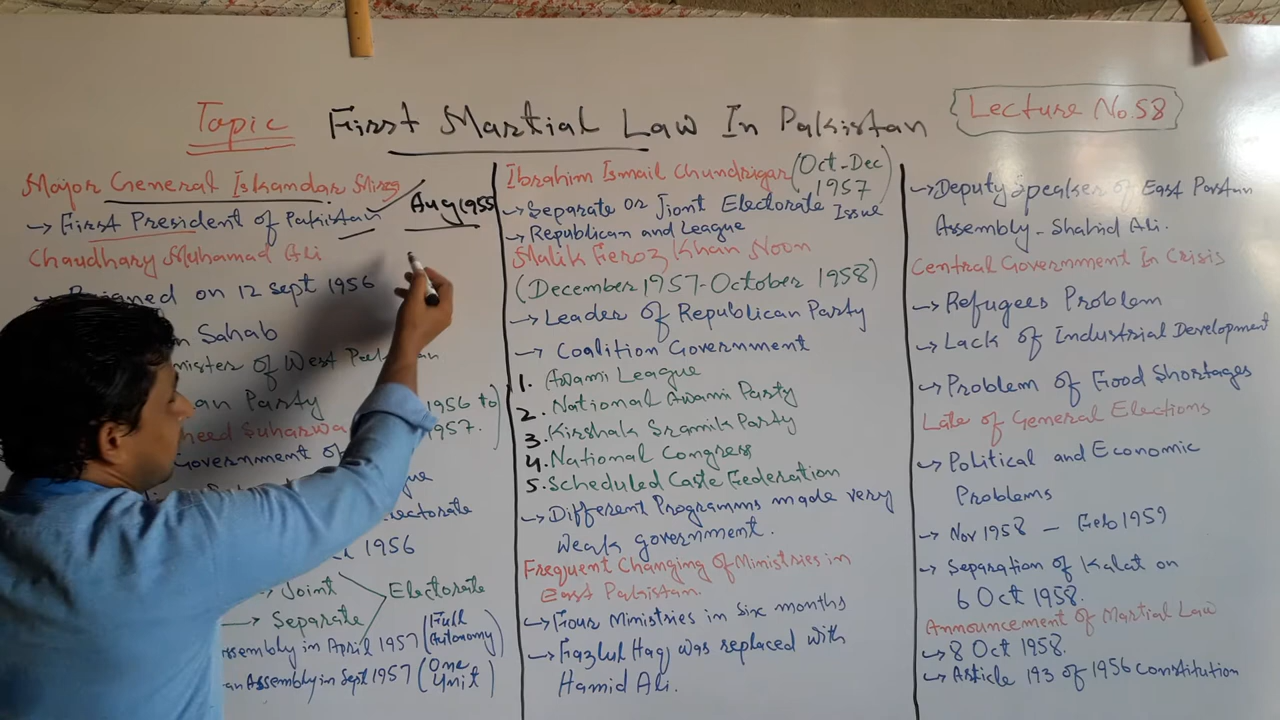 Topic First Martial Law In Pakistan Lecture No.58
Major General Iskandar Mirza
→ First President of Pakistan Aug 1955
Chaudhary Muhamad Ali
on 12 sept 1956
Sahab
of West Pakistan
Party 1956 to
Suharwa 1957.
Government of
1956
→ Joint Electorate
→ Separate
Assembly in April 1957 (Full Autonomy)
Assembly in Sept 1957 (One Unit)
Ibrahim Ismail Chundrigar (Oct-Dec 1957)
→ Separate or Jiont Electorate Issue
→ Republican and League
Malik Feroz Khan Noon
(December 1957-October 1958)
→ Leader of Republican Party
→ Coalition Government
1. Awami League
2. National Awami Party
3. Kirshak Sramik Party
4. National Congress
5. Scheduled Caste Federation
→ Different Programms made very
weak government.
Frequent Changing of Ministries in
East Pakistan.
→ Four Ministries in Six months
→ Fazlul Haq was replaced with
Hamid Ali.
→ Deputy Speaker of East
Assembly - Shahid Ali.
Central Government In Crisis
→ Refugees Problem
→ Lack of Industrial Development
→ Problem of Food Shortages
Late of General Elections
→ Political and Economic
Problems
→ Nov 1958 - Feb 1959
→ Separation of Kalat on
6 Oct 1958.
Announcement of Martial Law
→ 8 Oct 1958.
→ Article 193 of 1956 constitution